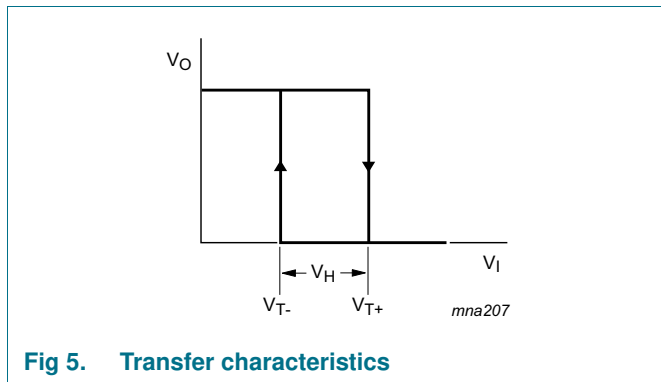 VO
VH
VI
VT-
VT+
mna207
Fig 5. Transfer characteristics